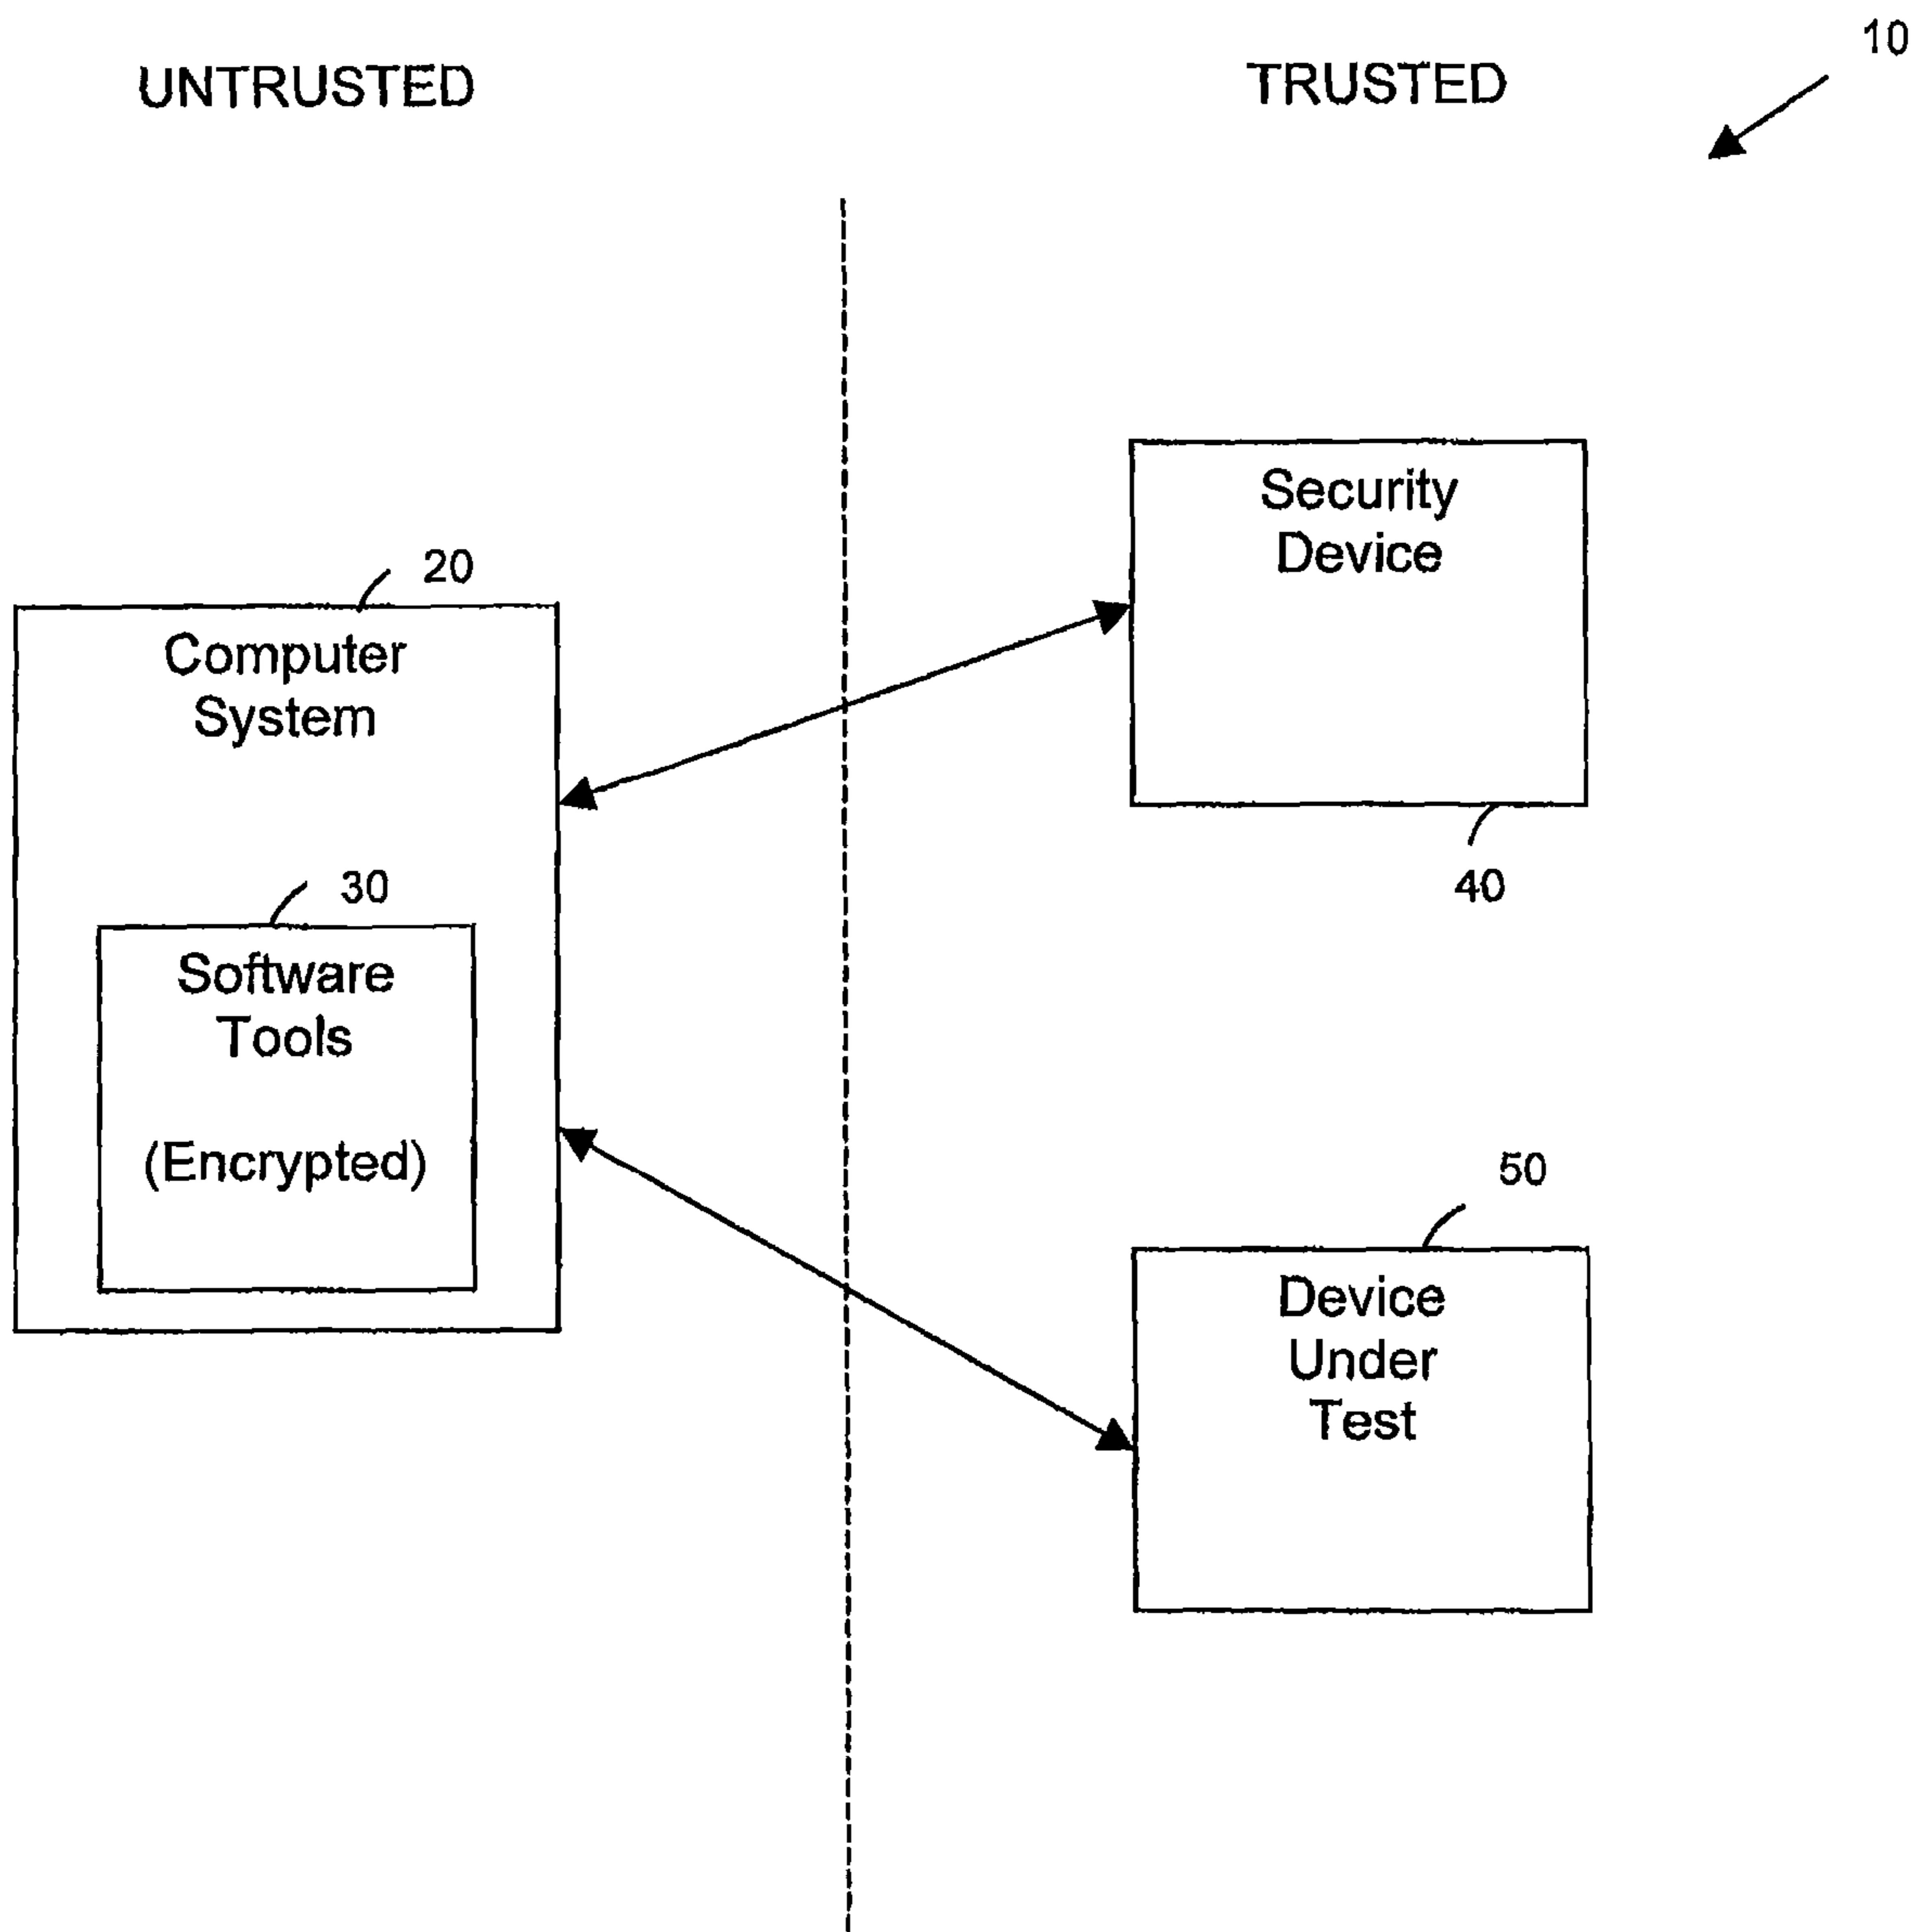 10
UNTRUSTED
TRUSTED
Security
Device
20
Computer
System
40
30
Software
Tools
(Encrypted)
50
Device
Under
Test